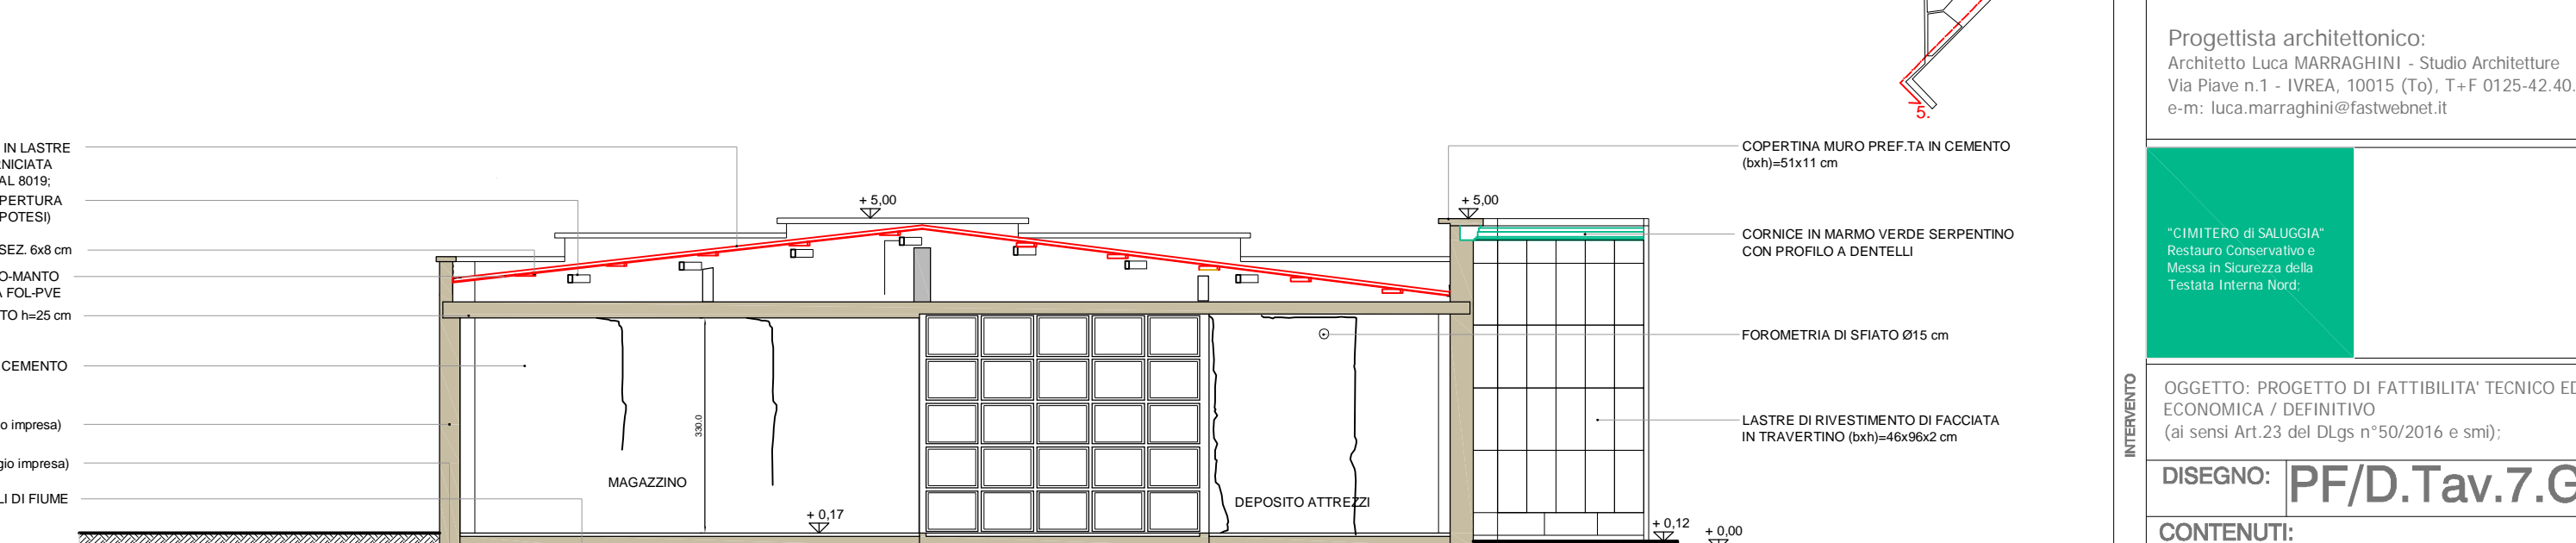 IN LASTRE
NICIATA
AL 8019;
PERTURA
POTESI)
SEZ. 6x8 cm
O-MANTO
A FOL-PVE
TO h=25 cm
CEMENTO
o impresa)
gio impresa)
LI DI FIUME
+ 5,00
330.0
MAGAZZINO
+ 0,17
DEPOSITO ATTREZZI
+ 5,00
+ 0,12
+ 0,00
5.
COPERTINA MURO PREF.TA IN CEMENTO
(bxh)=51x11 cm
CORNICE IN MARMO VERDE SERPENTINO
CON PROFILO A DENTELLI
FOROMETRIA DI SFIATO Ø15 cm
LASTRE DI RIVESTIMENTO DI FACCIATA
IN TRAVERTINO (bxh)=46x96x2 cm
INTERVENTO
Progettista architettonico:
Architetto Luca MARRAGHINI - Studio Architetture
Via Piave n.1 - IVREA, 10015 (To), T+F 0125-42.40.
e-m: luca.marraghini@fastwebnet.it
"CIMITERO di SALUGGIA"
Restauro Conservativo e
Messa in Sicurezza della
Testata Interna Nord;
OGGETTO: PROGETTO DI FATTIBILITA' TECNICO ED
ECONOMICA / DEFINITIVO
(ai sensi Art.23 del DLgs n°50/2016 e smi);
DISEGNO: PF/D.Tav.7.G
CONTENUTI: